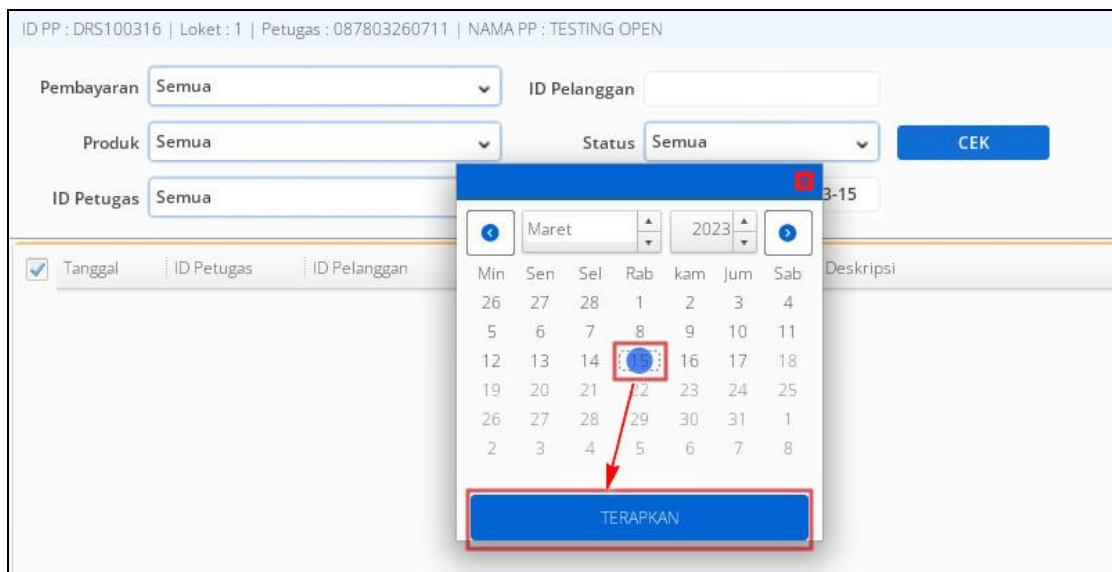 ID PP : DRS100316 | Loket : 1 | Petugas : 087803260711 | NAMA PP : TESTING OPEN
Pembayaran Semua ID Pelanggan
Produk Semua Status Semua CEK
ID Petugas Semua 3-15
Maret 2023
Tanggal ID Petugas ID Pelanggan Deskripsi
Min Sen Sel Rab kam Jum Sab
26 27 28 1 2 3 4
5 6 7 8 9 10 11
12 13 14 15 16 17 18
19 20 21 22 23 24 25
26 27 28 29 30 31 1
2 3 4 5 6 7 8
TERAPKAN